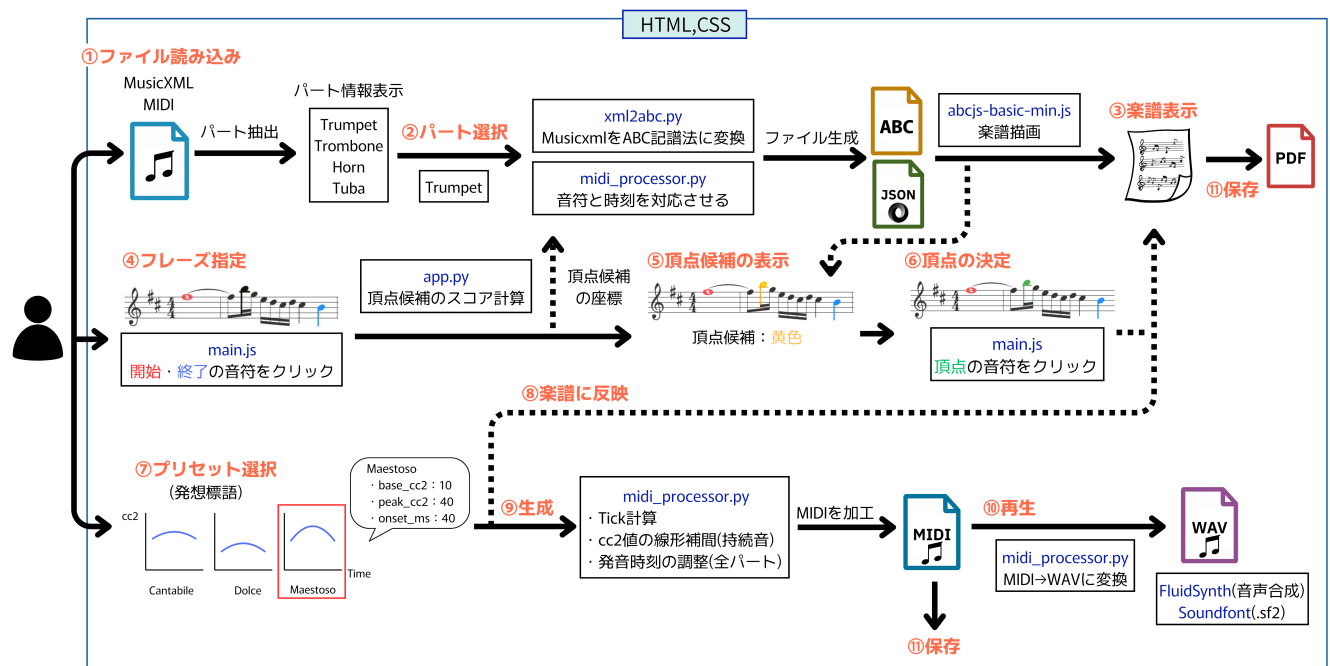 HTML,CSS
①ファイル読み込み
MusicXML
MIDI
パート抽出
パート情報表示
Trumpet
Trombone
Horn
Tuba
②パート選択
Trumpet
xml2abc.py
MusicxmlをABC記譜法に変換
midi_processor.py
音符と時刻を対応させる
ファイル生成
ABC
JSON
abcjs-basic-min.js
楽譜描画
③楽譜表示
PDF
⑪保存
④フレーズ指定
main.js
開始・終了の音符をクリック
app.py
頂点候補のスコア計算
頂点候補
の座標
⑤頂点候補の表示
頂点候補：黄色
⑥頂点の決定
main.js
頂点の音符をクリック
⑧楽譜に反映
⑦プリセット選択
(発想標語)
cc2
Cantabile
Dolce
Maestoso
Time
Maestoso
・base_cc2：10
・peak_cc2：40
・onset_ms：40
⑨生成
midi_processor.py
・Tick計算
・cc2値の線形補間(持続音)
・発音時刻の調整(全パート)
MIDIを加工
MIDI
⑪保存
⑩再生
midi_processor.py
MIDI→WAVに変換
WAV
FluidSynth(音声合成)
Soundfont(.sf2)